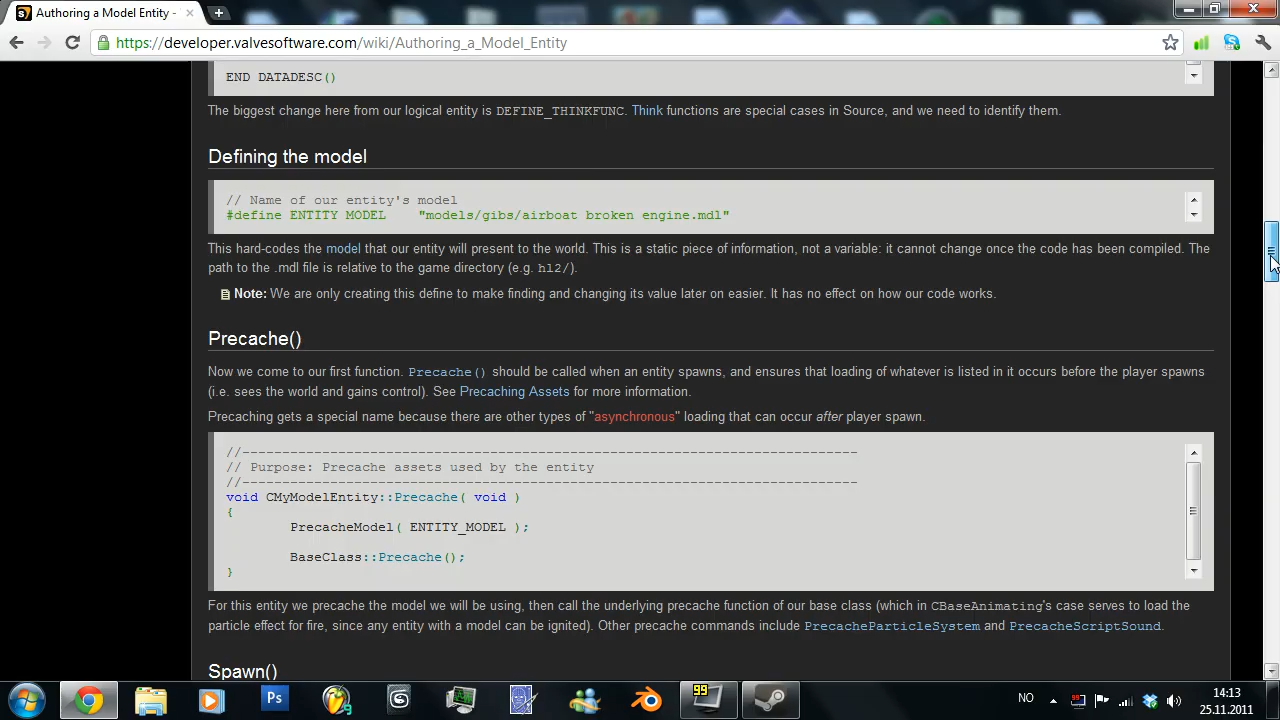 Authoring a Model Entity -
https://developer.valvesoftware.com/wiki/Authoring_a_Model_Entity
END DATADESC()
The biggest change here from our logical entity is DEFINE_THINKFUNC. Think functions are special cases in Source, and we need to identify them.
Defining the model
// Name of our entity's model
#define ENTITY MODEL    "models/gibs/airboat broken engine.mdl"
This hard-codes the model that our entity will present to the world. This is a static piece of information, not a variable: it cannot change once the code has been compiled. The
path to the .mdl file is relative to the game directory (e.g. hl2/).
Note: We are only creating this define to make finding and changing its value later on easier. It has no effect on how our code works.
Precache()
Now we come to our first function. Precache() should be called when an entity spawns, and ensures that loading of whatever is listed in it occurs before the player spawns
(i.e. sees the world and gains control). See Precaching Assets for more information.
Precaching gets a special name because there are other types of "asynchronous" loading that can occur after player spawn.
//-----------------------------------------------------------------------------
// Purpose: Precache assets used by the entity
//-----------------------------------------------------------------------------
void CMyModelEntity::Precache( void )
{
PrecacheModel( ENTITY_MODEL );
BaseClass::Precache();
}
For this entity we precache the model we will be using, then call the underlying precache function of our base class (which in CBaseAnimating's case serves to load the
particle effect for fire, since any entity with a model can be ignited). Other precache commands include PrecacheParticleSystem and PrecacheScriptSound.
Spawn()
Ps
99
NO
99
14:13
25.11.2011